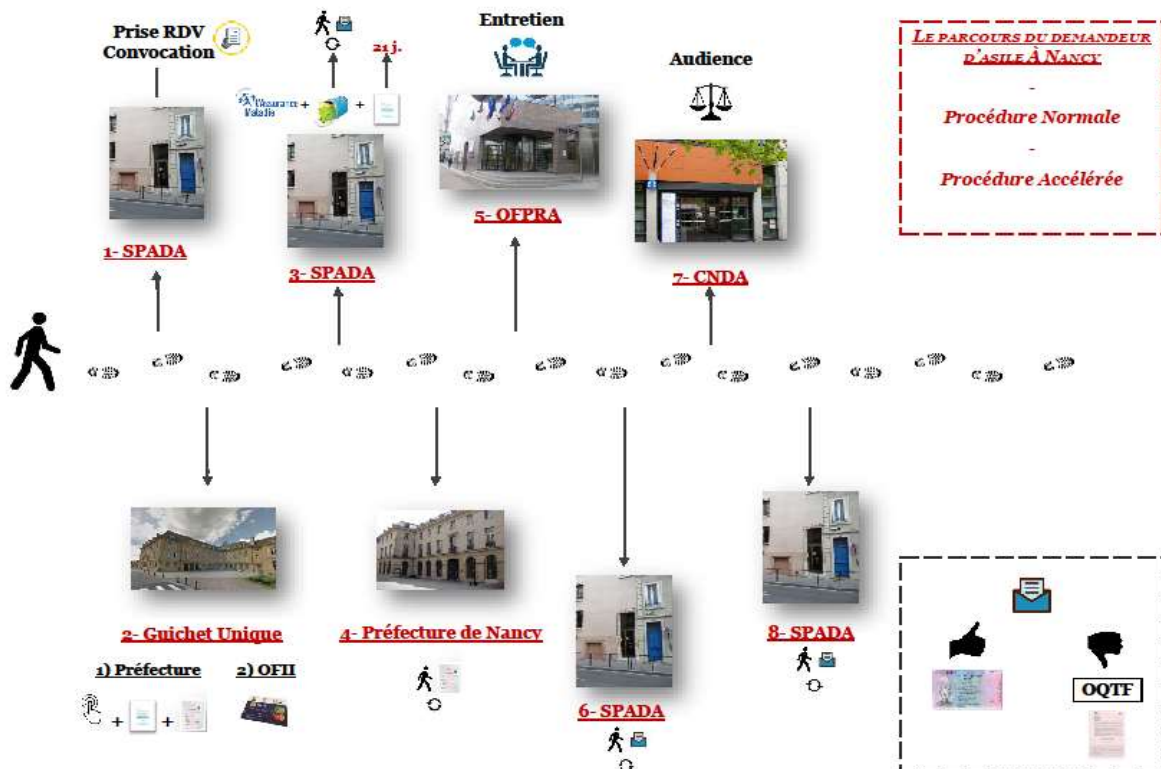 Prise RDV
Convocation
1- SPADA
21 j.
l'Assurance
Maladie
+
+
3- SPADA
Entretien
5- OFPRA
Audience
7- CNDA
LE PARCOURS DU DEMANDEUR
D'ASILE À NANCY
-
Procédure Normale
-
Procédure Accélérée
2- Guichet Unique
1) Préfecture
2) OFII
+
+
4- Préfecture de Nancy
6- SPADA
8- SPADA
OQTF